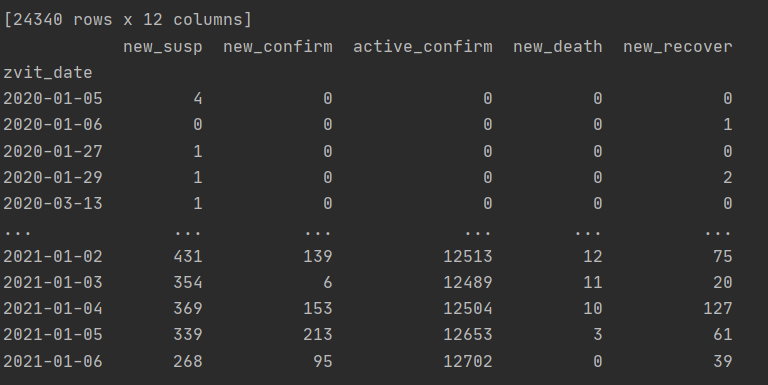 [24340 rows x 12 columns]
new_susp new_confirm active_confirm new_death new_recover
zvit_date
2020-01-05 4 0 0 0 0
2020-01-06 0 0 0 0 1
2020-01-27 1 0 0 0 0
2020-01-29 1 0 0 0 2
2020-03-13 1 0 0 0 0
... ... ... ... ... ...
2021-01-02 431 139 12513 12 75
2021-01-03 354 6 12489 11 20
2021-01-04 369 153 12504 10 127
2021-01-05 339 213 12653 3 61
2021-01-06 268 95 12702 0 39